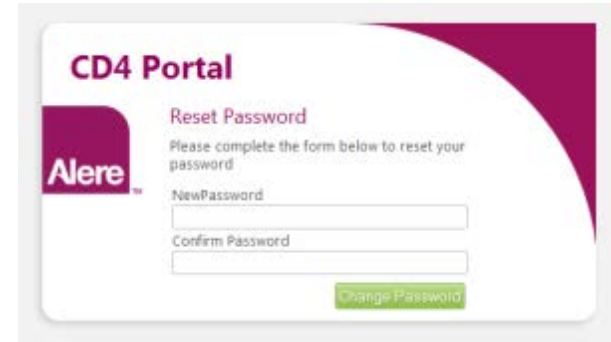 CD4 Portal
Reset Password
Please complete the form below to reset your
password
Alere ™
NewPassword
Confirm Password
Change Password